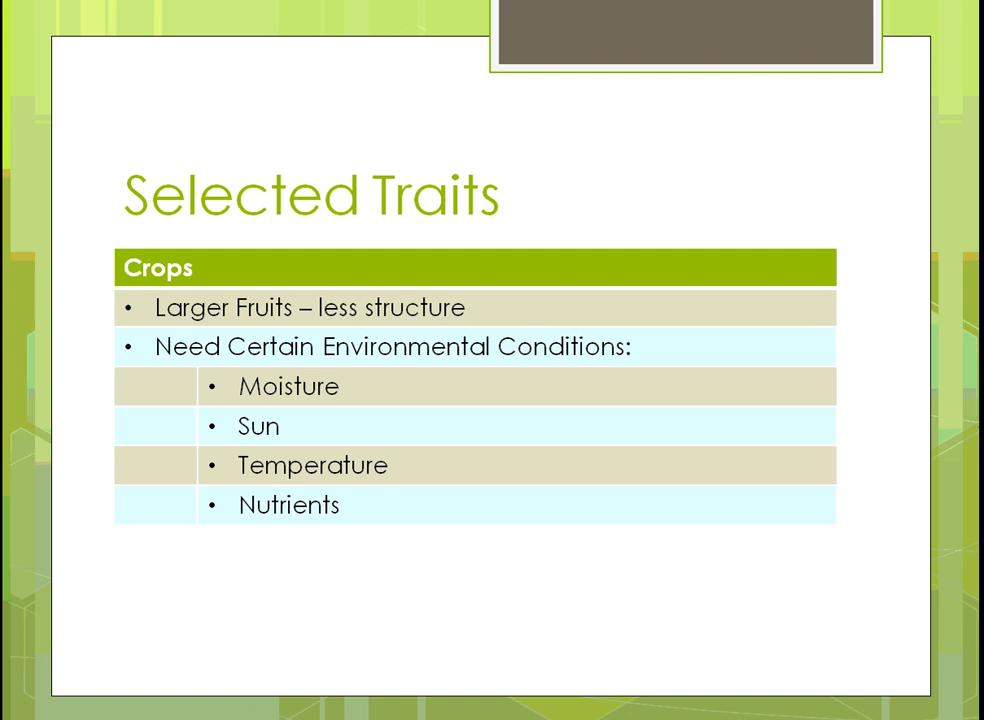 Selected Traits
Crops
• Larger Fruits – less structure
• Need Certain Environmental Conditions:
• Moisture
• Sun
• Temperature
• Nutrients